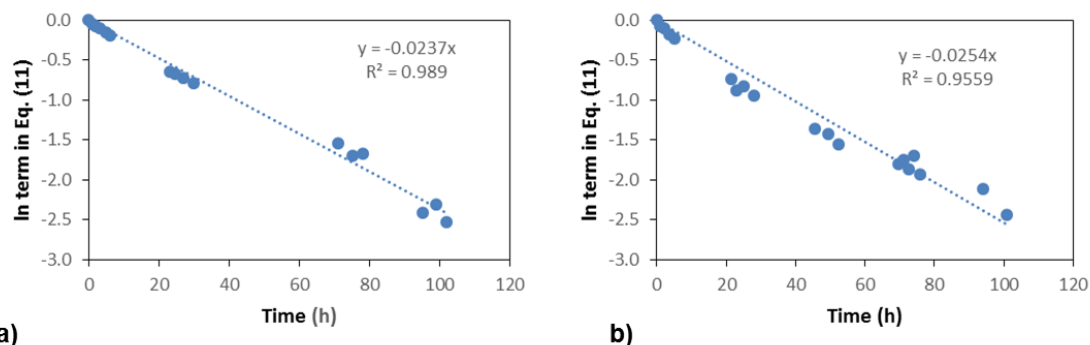 0.0
-0.5
-1.0
-1.5
-2.0
-2.5
-3.0
ln term in Eq. (11)
y = -0.0237x
R² = 0.989
0 20 40 60 80 100 120
Time (h)
a)
0.0
-0.5
-1.0
-1.5
-2.0
-2.5
-3.0
ln term in Eq. (11)
y = -0.0254x
R² = 0.9559
0 20 40 60 80 100 120
Time (h)
b)